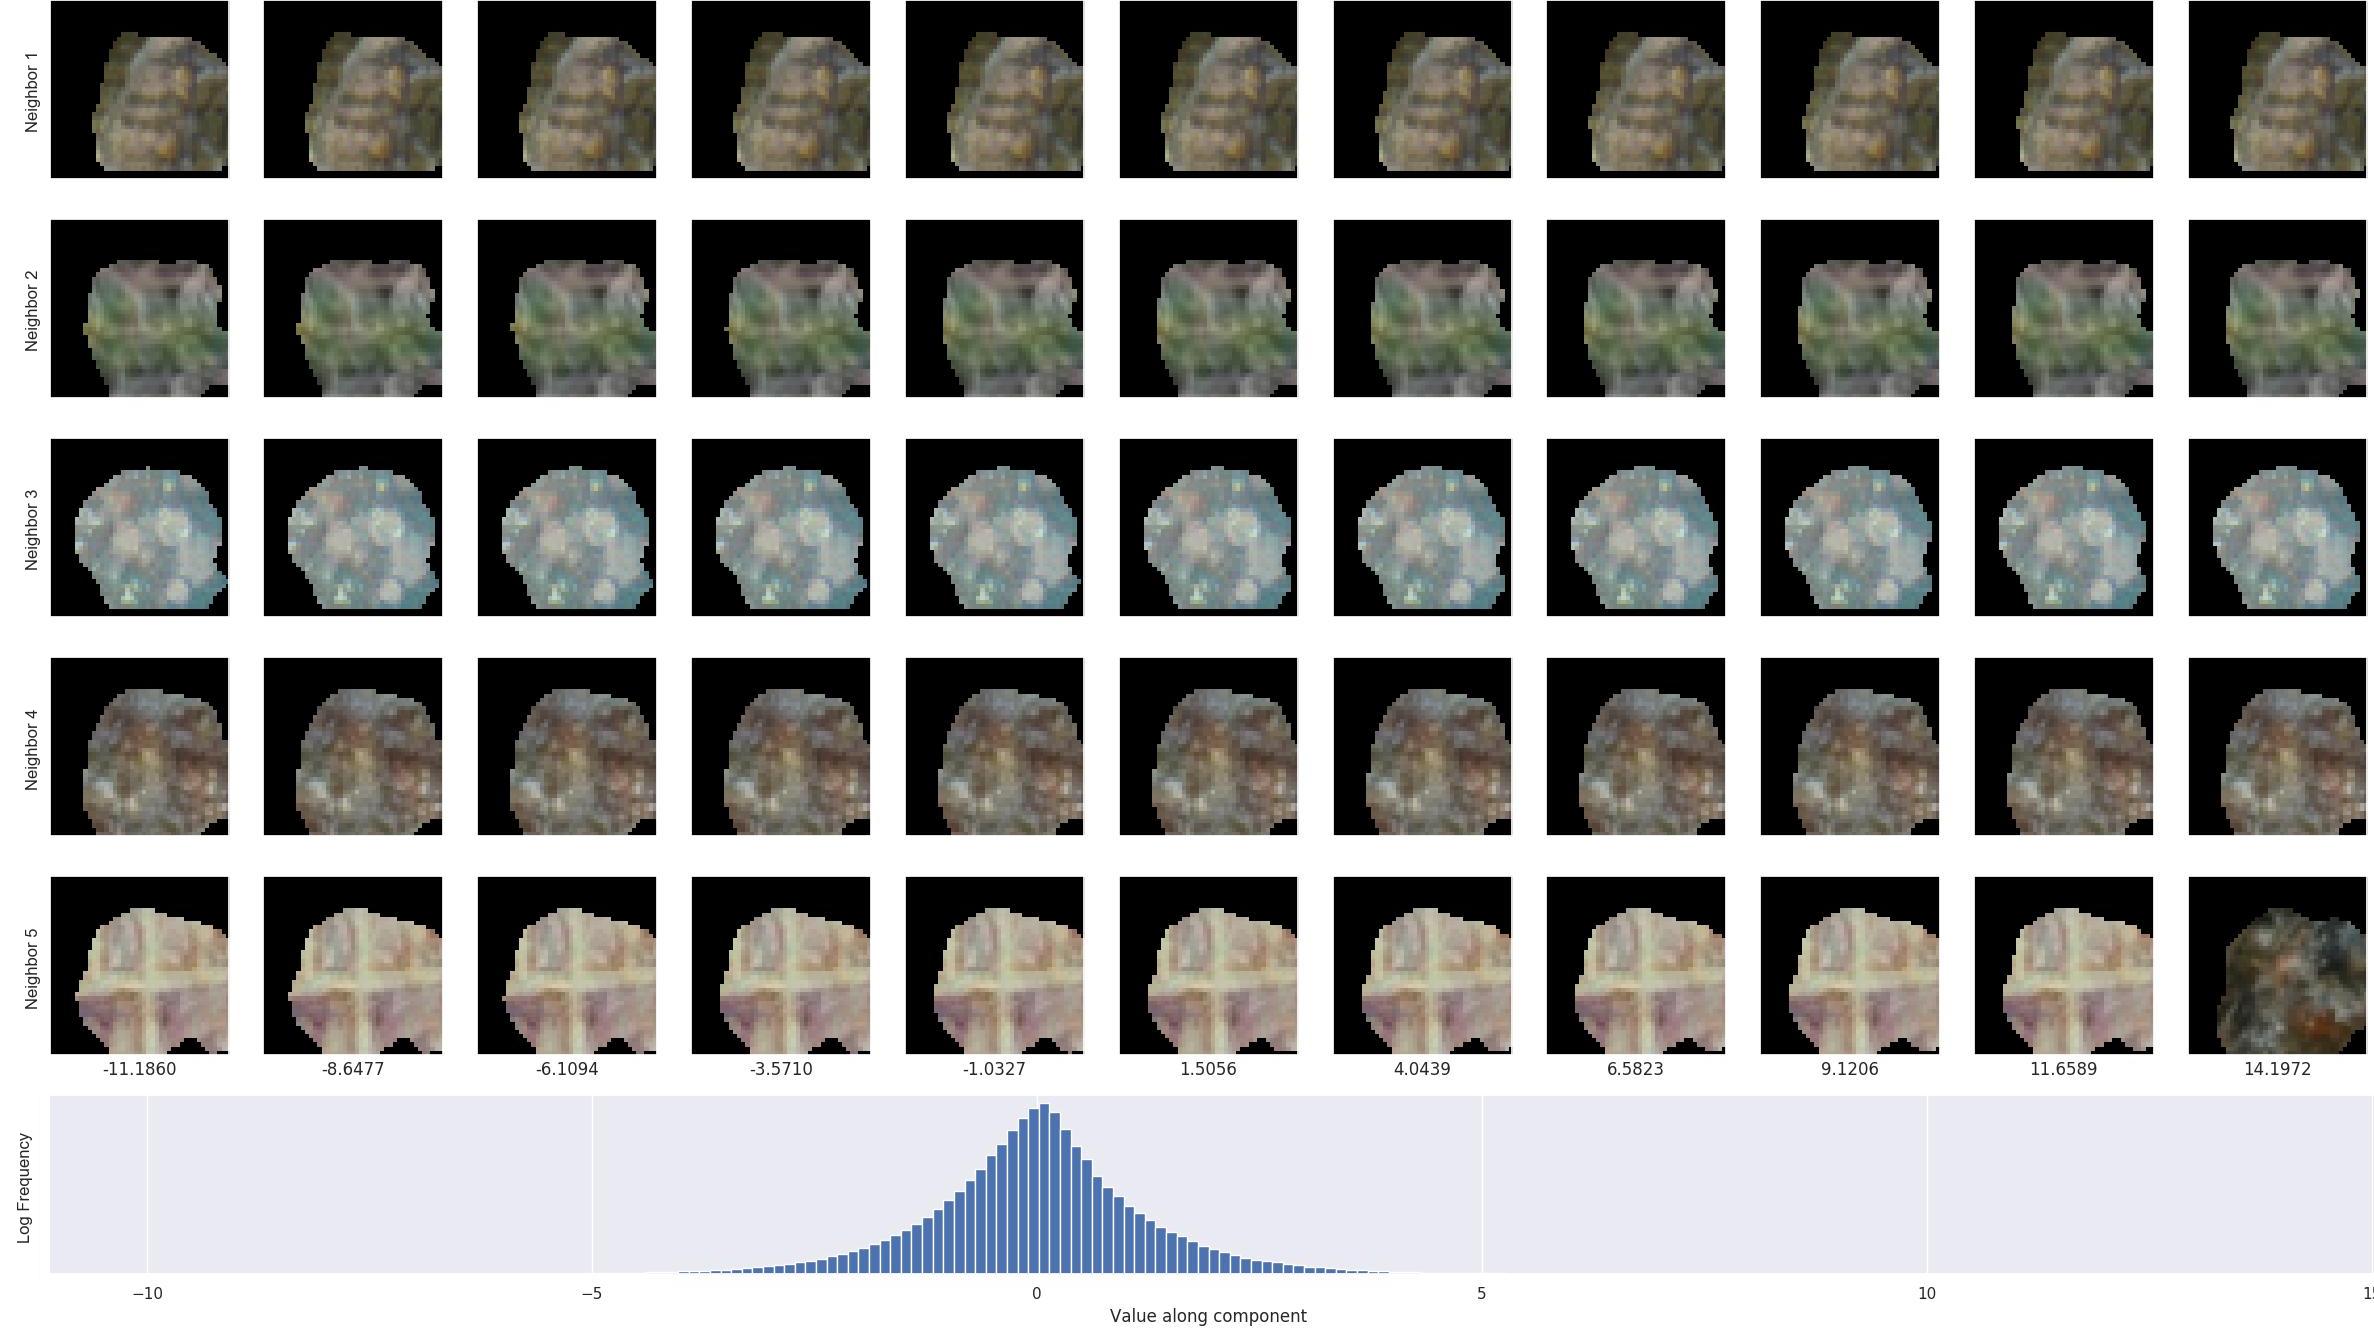 Neighbor 1
Neighbor 2
Neighbor 3
Neighbor 4
Neighbor 5
-11.1860 -8.6477 -6.1094 -3.5710 -1.0327 1.5056 4.0439 6.5823 9.1206 11.6589 14.1972
Log Frequency
−10 −5 0 5 10
Value along component